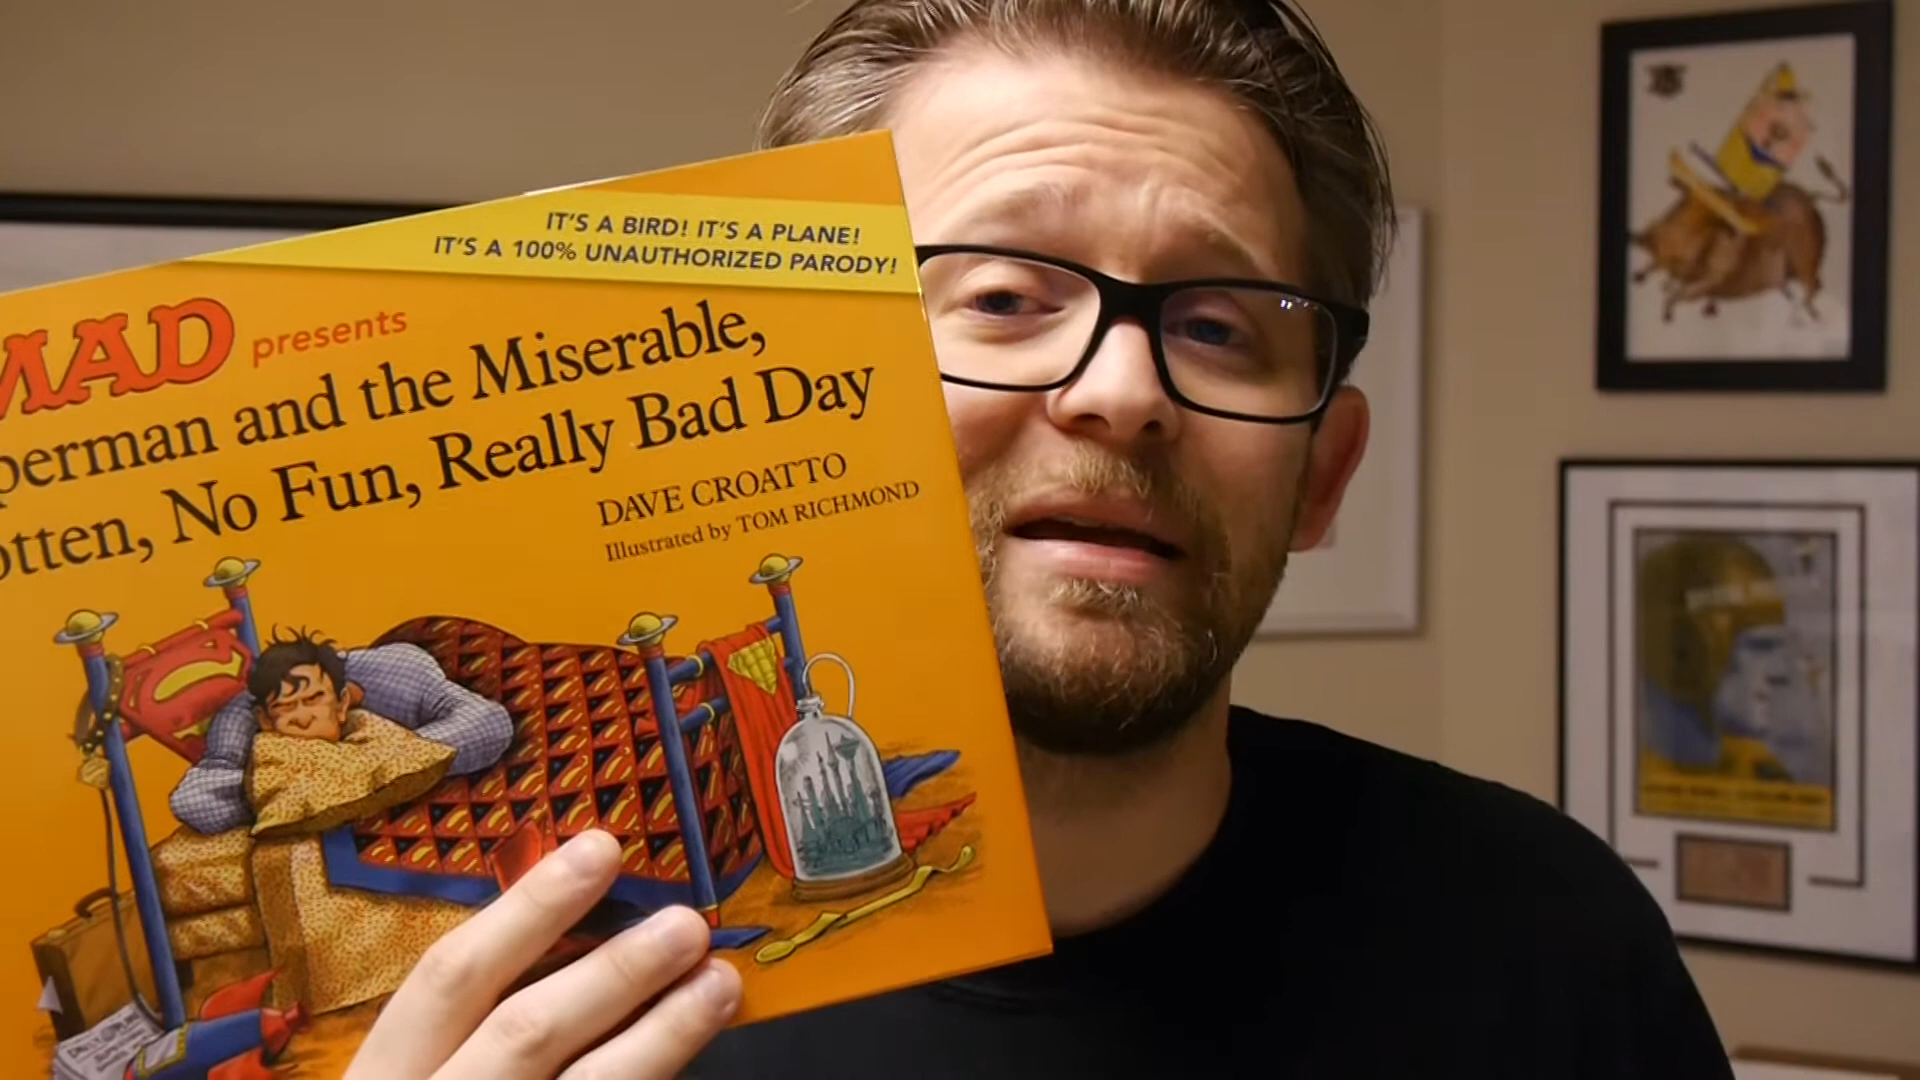 IT'S A BIRD! IT'S A PLANE!
IT'S A 100% UNAUTHORIZED PARODY!
MAD presents
perman and the Miserable,
otten, No Fun, Really Bad Day
DAVE CROATTO
Illustrated by TOM RICHMOND